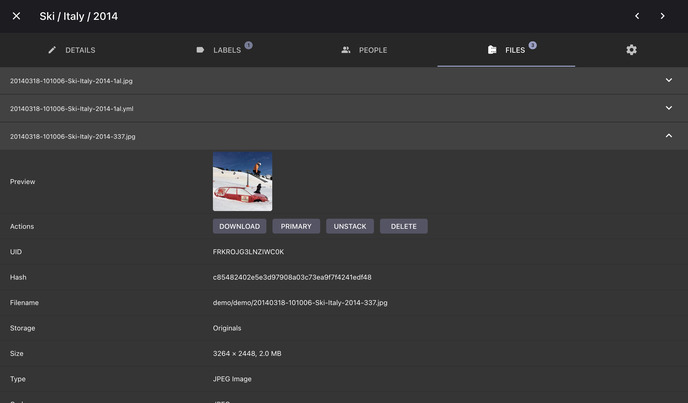 Ski / Italy / 2014
DETAILS
LABELS 1
PEOPLE
FILES 3
20140318-101006-Ski-Italy-2014-1al.jpg
20140318-101006-Ski-Italy-2014-1al.yml
20140318-101006-Ski-Italy-2014-337.jpg
Preview
Actions DOWNLOAD PRIMARY UNSTACK DELETE
UID FRKROJG3LNZIWC0K
Hash c85482402e5e3d97908a03c73ea9f7f4241edf48
Filename demo/demo/20140318-101006-Ski-Italy-2014-337.jpg
Storage Originals
Size 3264 × 2448, 2.0 MB
Type JPEG Image